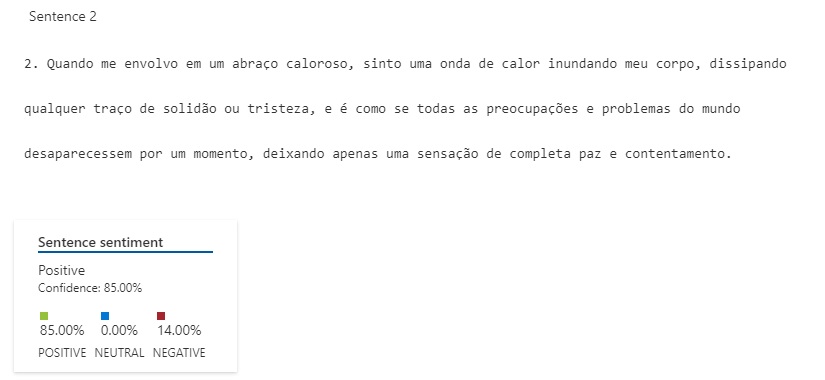 Sentence 2
2. Quando me envolvo em um abraço caloroso, sinto uma onda de calor inundando meu corpo, dissipando
qualquer traço de solidão ou tristeza, e é como se todas as preocupações e problemas do mundo
desaparecessem por um momento, deixando apenas uma sensação de completa paz e contentamento.
Sentence sentiment
Positive
Confidence: 85.00%
85.00% 0.00% 14.00%
POSITIVE NEUTRAL NEGATIVE